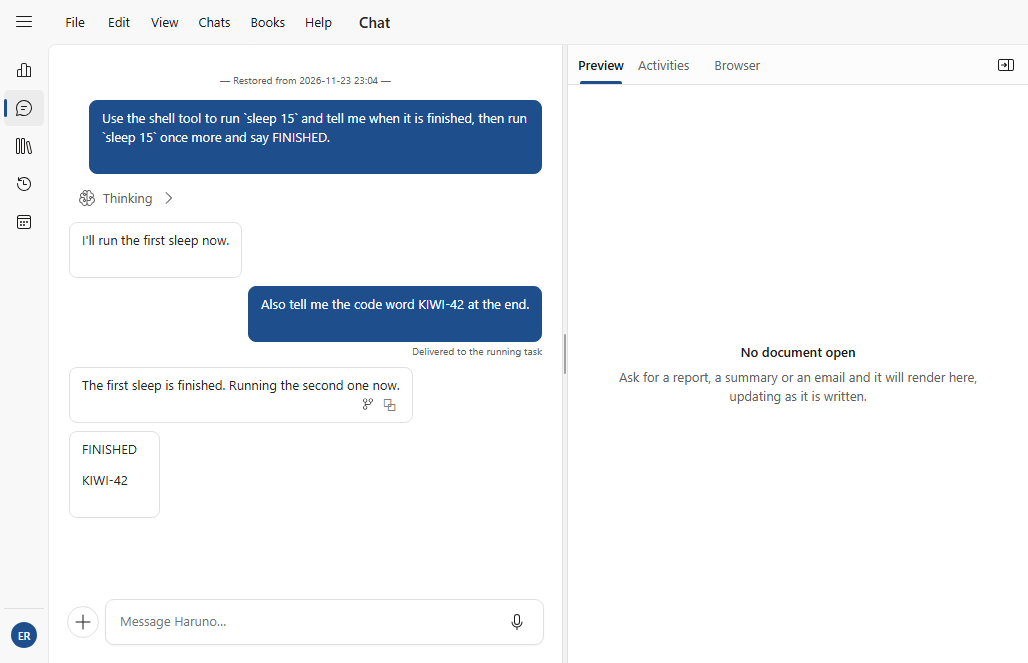 File Edit View Chats Books Help Chat
— Restored from 2026-11-23 23:04 —
Use the shell tool to run `sleep 15` and tell me when it is finished, then run
`sleep 15` once more and say FINISHED.
Thinking
I'll run the first sleep now.
Also tell me the code word KIWI-42 at the end.
Delivered to the running task
The first sleep is finished. Running the second one now.
FINISHED
KIWI-42
Message Haruno...
ER
Preview Activities Browser
No document open
Ask for a report, a summary or an email and it will render here,
updating as it is written.